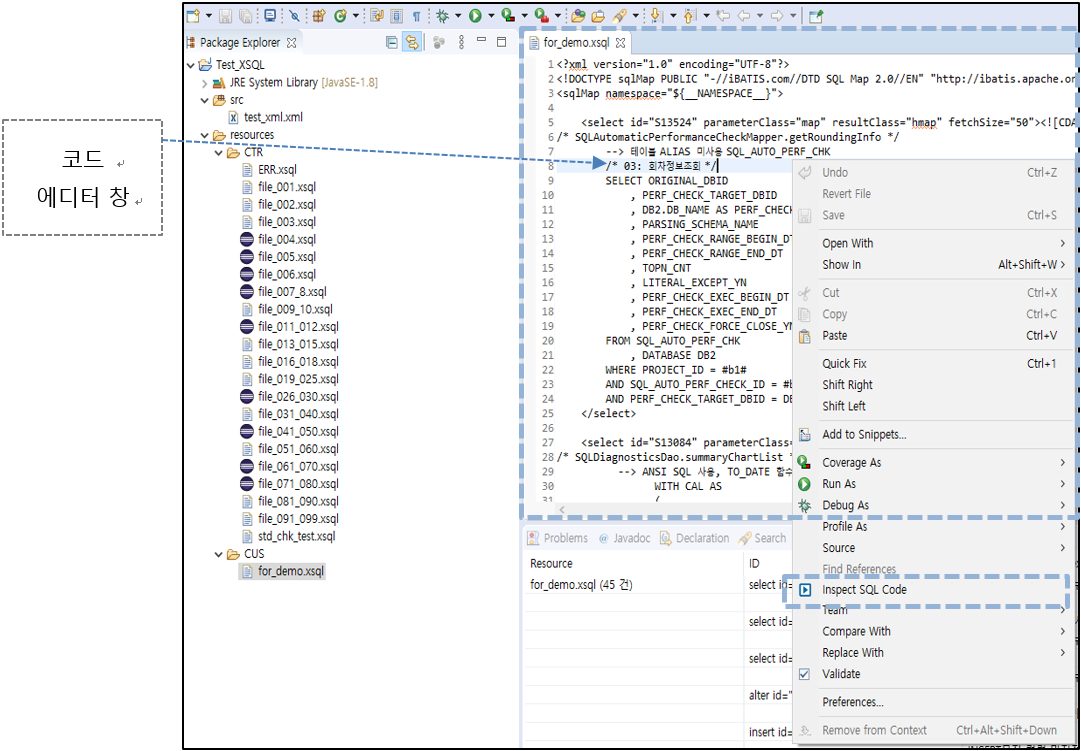 코드
에디터 창
Package Explorer
Test_XSQL
JRE System Library [JavaSE-1.8]
src
test_xml.xml
resources
CTR
ERR.xsql
file_001.xsql
file_002.xsql
file_003.xsql
file_004.xsql
file_005.xsql
file_006.xsql
file_007_8.xsql
file_009_10.xsql
file_011_012.xsql
file_013_015.xsql
file_016_018.xsql
file_019_025.xsql
file_026_030.xsql
file_031_040.xsql
file_041_050.xsql
file_051_060.xsql
file_061_070.xsql
file_071_080.xsql
file_081_090.xsql
file_091_099.xsql
std_chk_test.xsql
CUS
for_demo.xsql
for_demo.xsql
1 <?xml version="1.0" encoding="UTF-8"?>
2 <!DOCTYPE sqlMap PUBLIC "-//iBATIS.com//DTD SQL Map 2.0//EN" "http://ibatis.apache.or
3 <sqlMap namespace="${__NAMESPACE__}">
4
5 <select id="S13524" parameterClass="map" resultClass="hmap" fetchSize="50"><![CDA
6 /* SQLAutomaticPerformanceCheckMapper.getRoundingInfo */
7 --> 테이블 ALIAS 미사용 SQL_AUTO_PERF_CHK
8 /* 03: 회차정보조회 */
9 SELECT ORIGINAL_DBID
10 , PERF_CHECK_TARGET_DBID
11 , DB2.DB_NAME AS PERF_CHECK
12 , PARSING_SCHEMA_NAME
13 , PERF_CHECK_RANGE_BEGIN_DT
14 , PERF_CHECK_RANGE_END_DT
15 , TOPN_CNT
16 , LITERAL_EXCEPT_YN
17 , PERF_CHECK_EXEC_BEGIN_DT
18 , PERF_CHECK_EXEC_END_DT
19 , PERF_CHECK_FORCE_CLOSE_YN
20 FROM SQL_AUTO_PERF_CHK
21 , DATABASE DB2
22 WHERE PROJECT_ID = #b1#
23 AND SQL_AUTO_PERF_CHECK_ID = #b
24 AND PERF_CHECK_TARGET_DBID = DB
25 </select>
26
27 <select id="S13084" parameterClass=
28 /* SQLDiagnosticsDao.summaryChartList *
29 --> ANSI SQL 사용, TO_DATE 함수
30 WITH CAL AS
31 (
Undo Ctrl+Z
Revert File
Save Ctrl+S
Open With
Show In Alt+Shift+W
Cut Ctrl+X
Copy Ctrl+C
Paste Ctrl+V
Quick Fix Ctrl+1
Shift Right
Shift Left
Add to Snippets...
Coverage As
Run As
Debug As
Profile As
Source
Find References
Inspect SQL Code
Team
Compare With
Replace With
Validate
Preferences...
Remove from Context Ctrl+Alt+Shift+Down
Problems Javadoc Declaration Search
Resource ID
for_demo.xsql (45 건) select id=
select id=
select id=
alter id="
insert id=